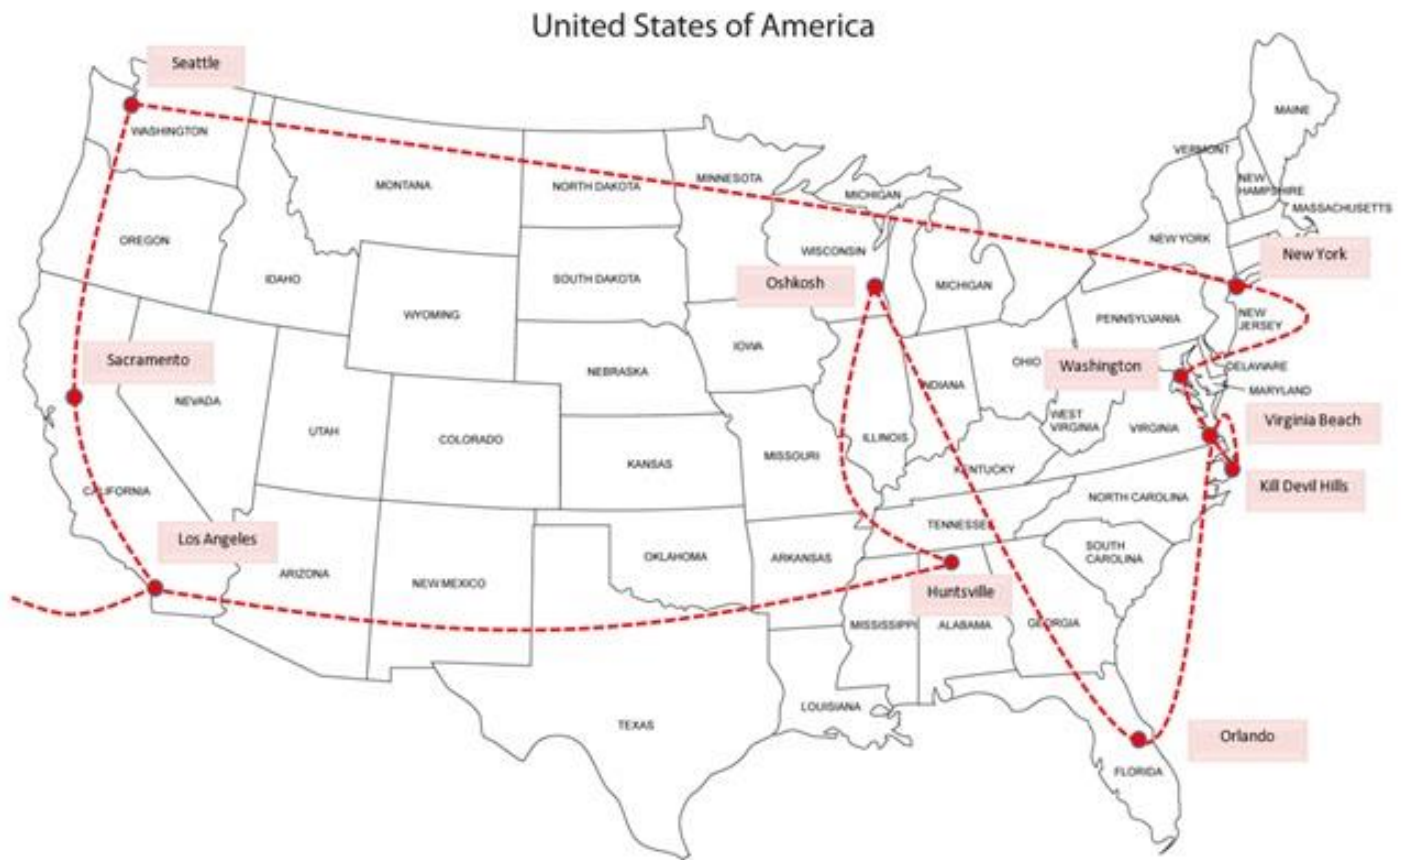 United States of America
Seattle
MAINE
WASHINGTON
VERMONT
MONTANA
NORTH DAKOTA
MINNESOTA
MICHIGAN
NEW
HAMPSHIRE
MASSACHUSETTS
OREGON
WISCONSIN
NEW YORK
New York
IDAHO
SOUTH DAKOTA
Oshkosh
MICHIGAN
WYOMING
PENNSYLVANIA
NEW
JERSEY
Sacramento
IOWA
OHIO
Washington
DELAWARE
NEBRASKA
INDIANA
MARYLAND
NEVADA
UTAH
COLORADO
ILLINOIS
WEST
VIRGINIA
VIRGINIA
Virginia Beach
KANSAS
MISSOURI
KENTUCKY
Kill Devil Hills
CALIFORNIA
NORTH CAROLINA
TENNESSEE
Los Angeles
SOUTH
CAROLINA
ARIZONA
NEW MEXICO
OKLAHOMA
ARKANSAS
Huntsville
MISSISSIPPI
ALABAMA
GEORGIA
LOUISIANA
TEXAS
Orlando
FLORIDA